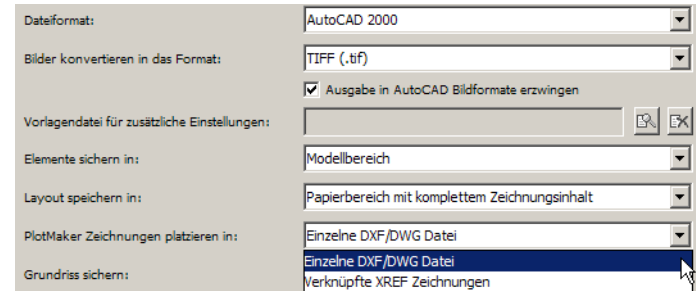 Dateiformat: AutoCAD 2000
Bilder konvertieren in das Format: TIFF (.tif)
Ausgabe in AutoCAD Bildformate erzwingen
Vorlagendatei für zusätzliche Einstellungen:
Elemente sichern in: Modellbereich
Layout speichern in: Papierbereich mit komplettem Zeichnungsinhalt
PlotMaker Zeichnungen platzieren in: Einzelne DXF/DWG Datei
Einzelne DXF/DWG Datei
Grundriss sichern: Verknüpfte XREF Zeichnungen